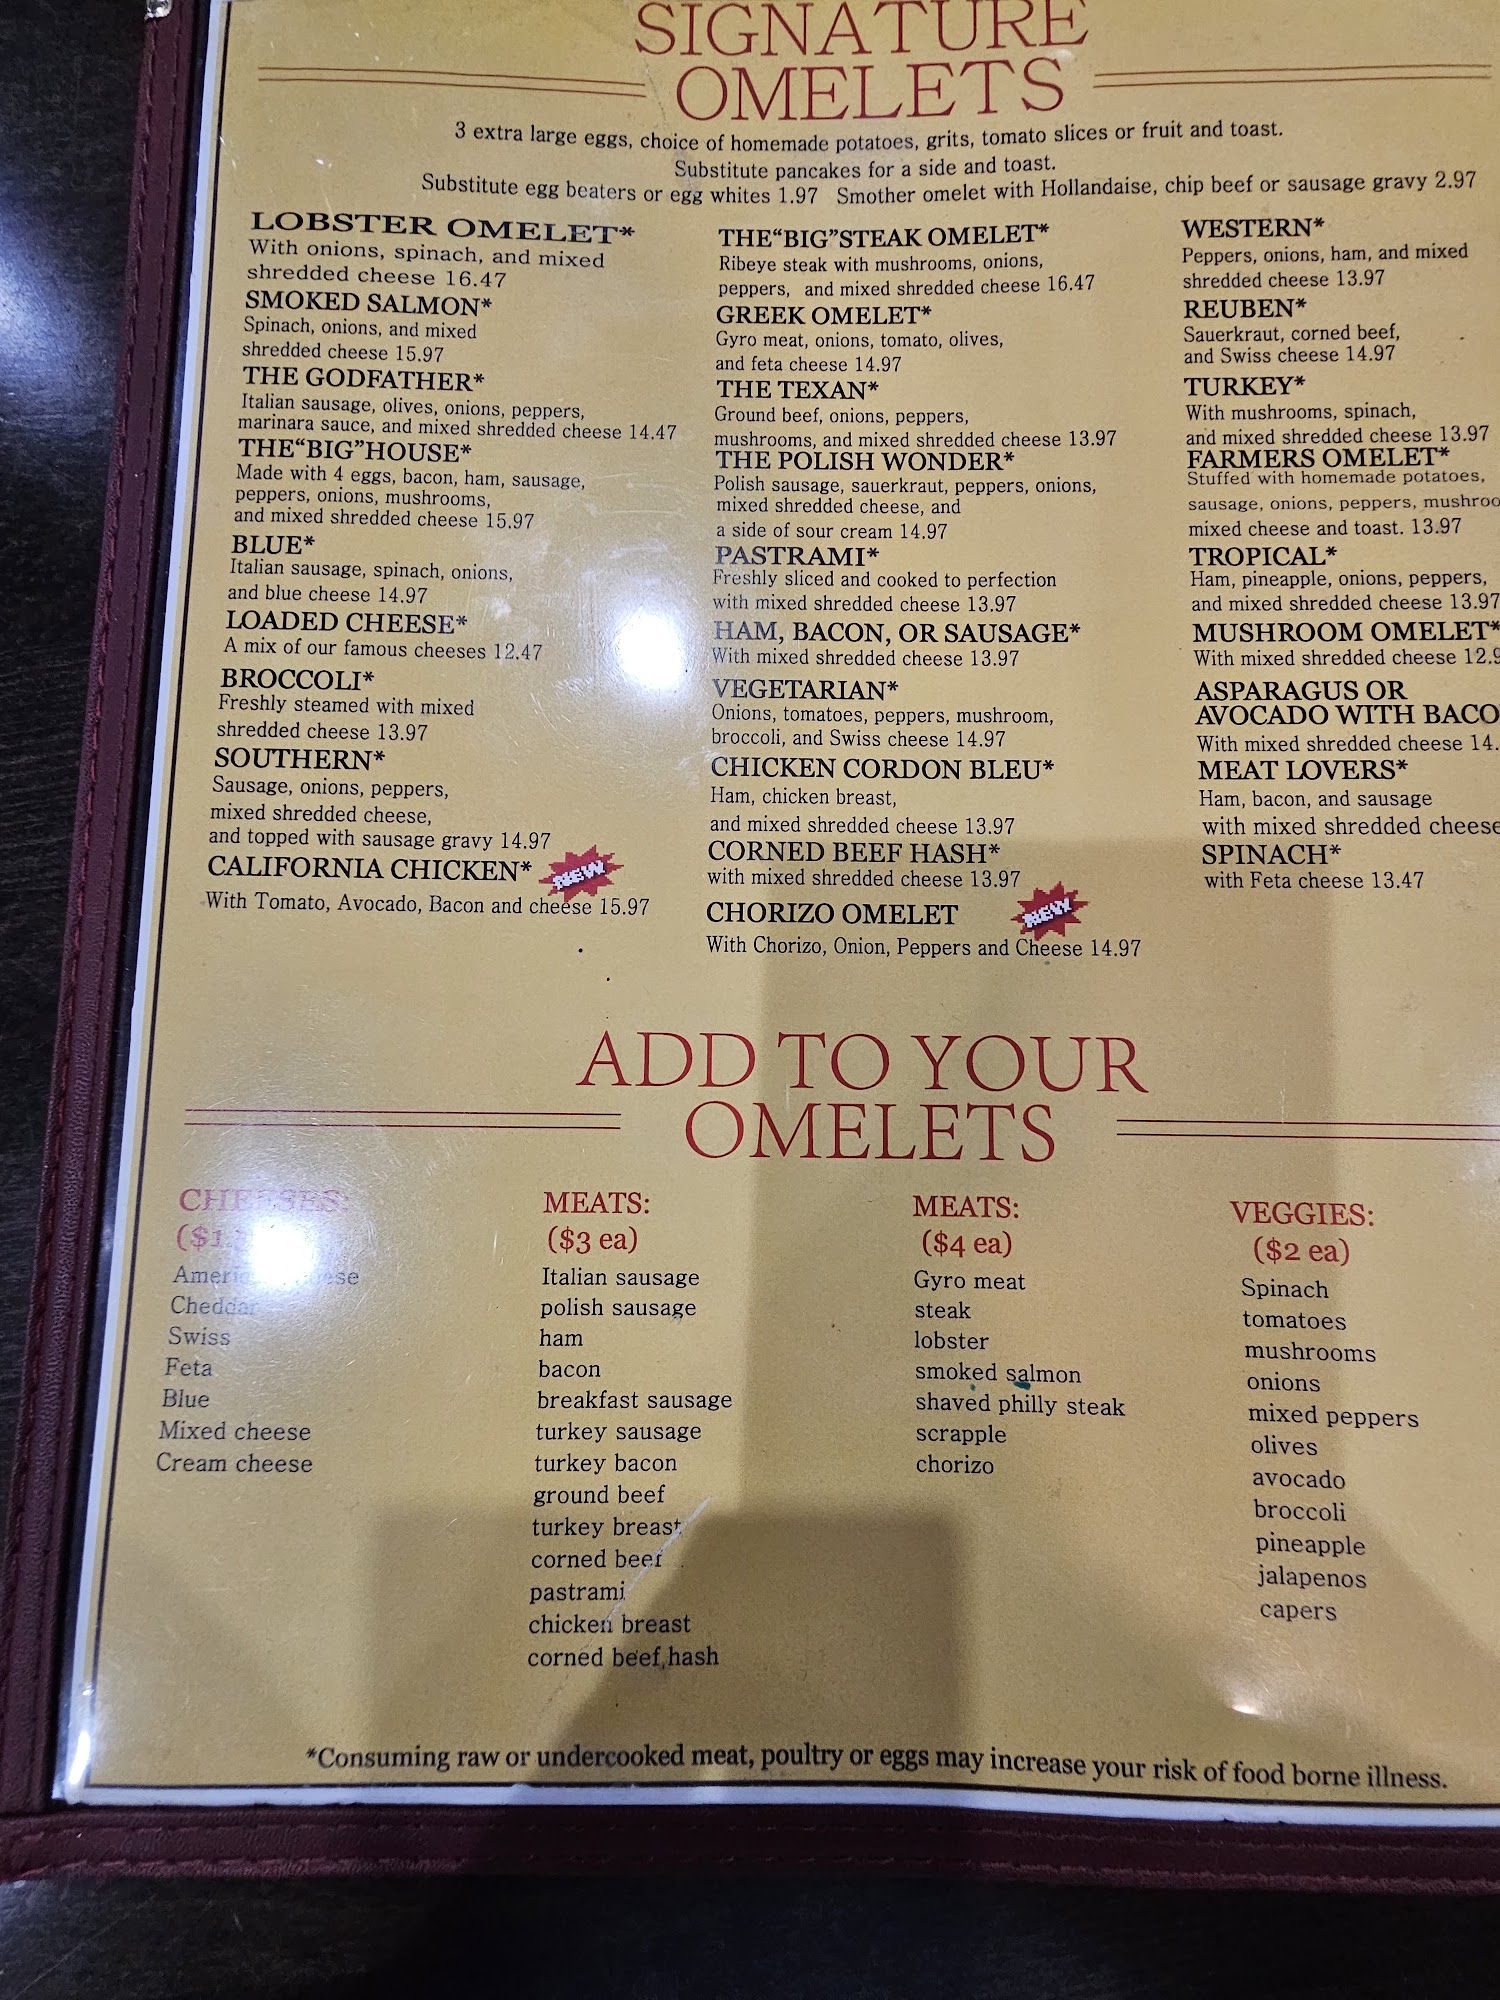 SIGNATURE
OMELETS
3 extra large eggs, choice of homemade potatoes, grits, tomato slices or fruit and toast.
Substitute pancakes for a side and toast.
Substitute egg beaters or egg whites 1.97 Smother omelet with Hollandaise, chip beef or sausage gravy 2.97
LOBSTER OMELET*
With onions, spinach, and mixed
shredded cheese 16.47
SMOKED SALMON*
Spinach, onions, and mixed
shredded cheese 15.97
THE GODFATHER*
Italian sausage, olives, onions, peppers,
marinara sauce, and mixed shredded cheese 14.47
THE“BIG”HOUSE*
Made with 4 eggs, bacon, ham, sausage,
peppers, onions, mushrooms,
and mixed shredded cheese 15.97
BLUE*
Italian sausage, spinach, onions,
and blue cheese 14.97
LOADED CHEESE*
A mix of our famous cheeses 12.47
BROCCOLI*
Freshly steamed with mixed
shredded cheese 13.97
SOUTHERN*
Sausage, onions, peppers,
mixed shredded cheese,
and topped with sausage gravy 14.97
CALIFORNIA CHICKEN* NEW
With Tomato, Avocado, Bacon and cheese 15.97
THE“BIG”STEAK OMELET*
Ribeye steak with mushrooms, onions,
peppers, and mixed shredded cheese 16.47
GREEK OMELET*
Gyro meat, onions, tomato, olives,
and feta cheese 14.97
THE TEXAN*
Ground beef, onions, peppers,
mushrooms, and mixed shredded cheese 13.97
THE POLISH WONDER*
Polish sausage, sauerkraut, peppers, onions,
mixed shredded cheese, and
a side of sour cream 14.97
PASTRAMI*
Freshly sliced and cooked to perfection
with mixed shredded cheese 13.97
HAM, BACON, OR SAUSAGE*
With mixed shredded cheese 13.97
VEGETARIAN*
Onions, tomatoes, peppers, mushroom,
broccoli, and Swiss cheese 14.97
CHICKEN CORDON BLEU*
Ham, chicken breast,
and mixed shredded cheese 13.97
CORNED BEEF HASH*
with mixed shredded cheese 13.97
CHORIZO OMELET NEW
With Chorizo, Onion, Peppers and Cheese 14.97
WESTERN*
Peppers, onions, ham, and mixed
shredded cheese 13.97
REUBEN*
Sauerkraut, corned beef,
and Swiss cheese 14.97
TURKEY*
With mushrooms, spinach,
and mixed shredded cheese 13.97
FARMERS OMELET*
Stuffed with homemade potatoes,
sausage, onions, peppers, mushroo
mixed cheese and toast. 13.97
TROPICAL*
Ham, pineapple, onions, peppers,
and mixed shredded cheese 13.97
MUSHROOM OMELET*
With mixed shredded cheese 12.9
ASPARAGUS OR
AVOCADO WITH BACO
With mixed shredded cheese 14.
MEAT LOVERS*
Ham, bacon, and sausage
with mixed shredded cheese
SPINACH*
with Feta cheese 13.47
ADD TO YOUR
OMELETS
CHEESES:
Cheddar
Swiss
Feta
Blue
Mixed cheese
Cream cheese
MEATS:
($3 ea)
Italian sausage
polish sausage
ham
bacon
breakfast sausage
turkey sausage
turkey bacon
ground beef
turkey breast
corned beef
pastrami
chicken breast
corned beef,hash
MEATS:
($4 ea)
Gyro meat
steak
lobster
smoked salmon
shaved philly steak
scrapple
chorizo
VEGGIES:
($2 ea)
Spinach
tomatoes
mushrooms
onions
mixed peppers
olives
avocado
broccoli
pineapple
jalapenos
capers
*Consuming raw or undercooked meat, poultry or eggs may increase your risk of food borne illness.